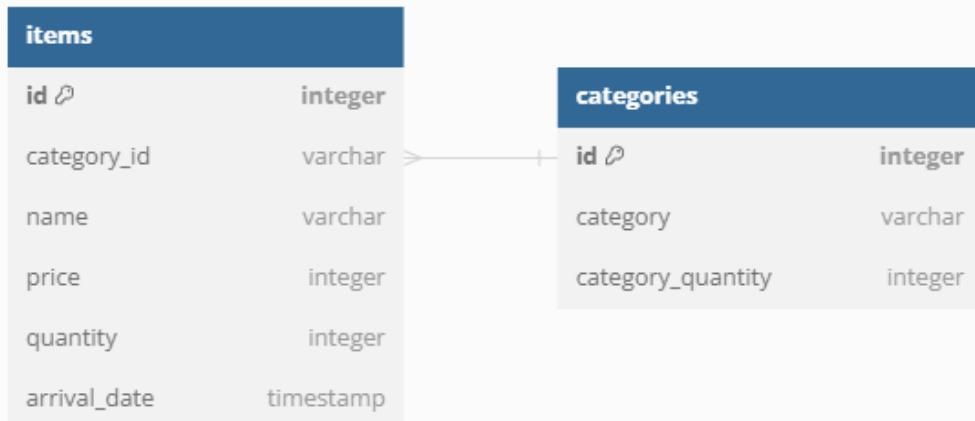 items
id integer
category_id varchar
name varchar
price integer
quantity integer
arrival_date timestamp
categories
id integer
category varchar
category_quantity integer